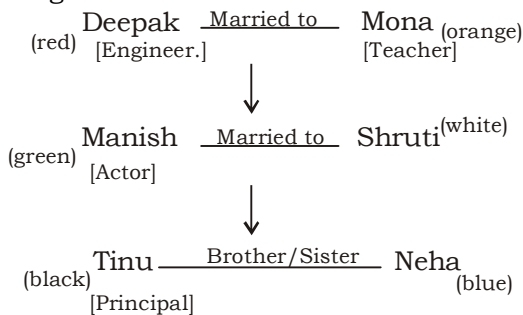 Deepak Married to Mona
(red) (orange)
[Engineer.] [Teacher]
Manish Married to Shruti (white)
(green)
[Actor]
Tinu Brother/Sister Neha
(black) (blue)
[Principal]